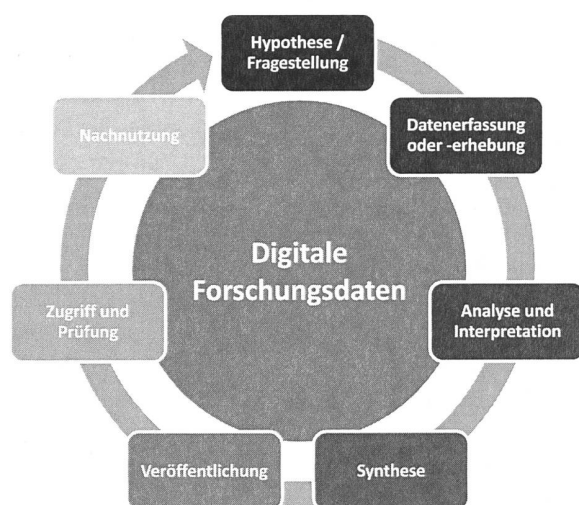 Hypothese /
Fragestellung
Datenerfassung
oder -erhebung
Analyse und
Interpretation
Synthese
Veröffentlichung
Zugriff und
Prüfung
Nachnutzung
Digitale
Forschungsdaten